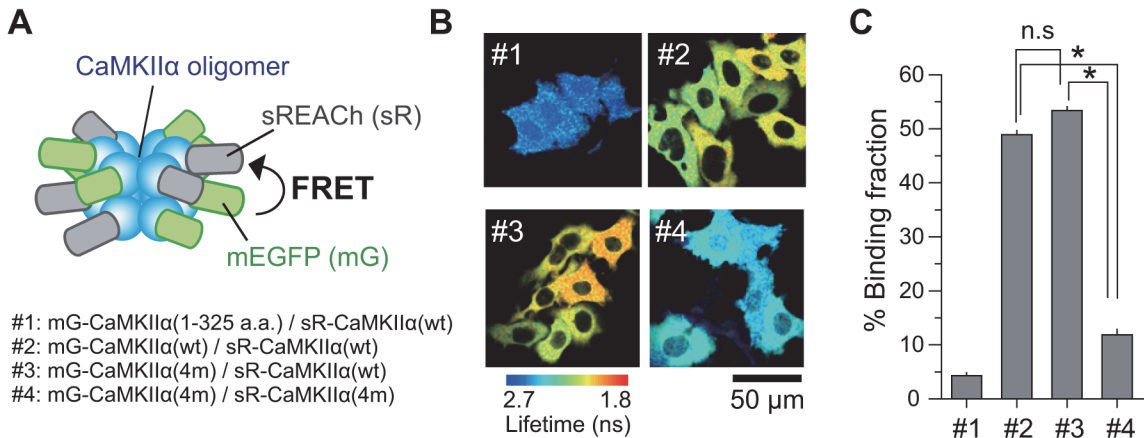 A
CaMKIIα oligomer
sREACh (sR)
FRET
mEGFP (mG)
#1: mG-CaMKIIα(1-325 a.a.) / sR-CaMKIIα(wt)
#2: mG-CaMKIIα(wt) / sR-CaMKIIα(wt)
#3: mG-CaMKIIα(4m) / sR-CaMKIIα(wt)
#4: mG-CaMKIIα(4m) / sR-CaMKIIα(4m)
B
#1
#2
#3
#4
2.7
1.8
Lifetime (ns)
50 µm
C
n.s
*
*
% Binding fraction
60
50
40
30
20
10
0
#1
#2
#3
#4